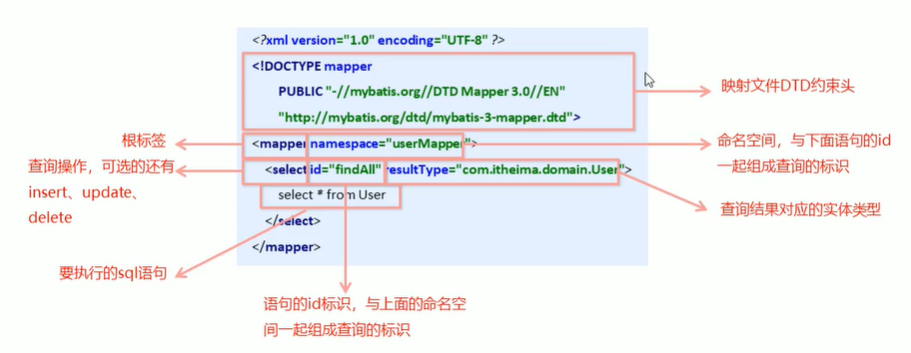 <?xml version="1.0" encoding="UTF-8" ?>
<!DOCTYPE mapper
PUBLIC "-//mybatis.org//DTD Mapper 3.0//EN"
"http://mybatis.org/dtd/mybatis-3-mapper.dtd">
<mapper namespace="userMapper">
<select id="findAll" resultType="com.itheima.domain.User">
select * from User
</select>
</mapper>
映射文件DTD约束头
根标签
命名空间，与下面语句的id
一起组成查询的标识
查询操作，可选的还有
insert、update、
delete
查询结果对应的实体类型
要执行的sql语句
语句的id标识，与上面的命名空
间一起组成查询的标识